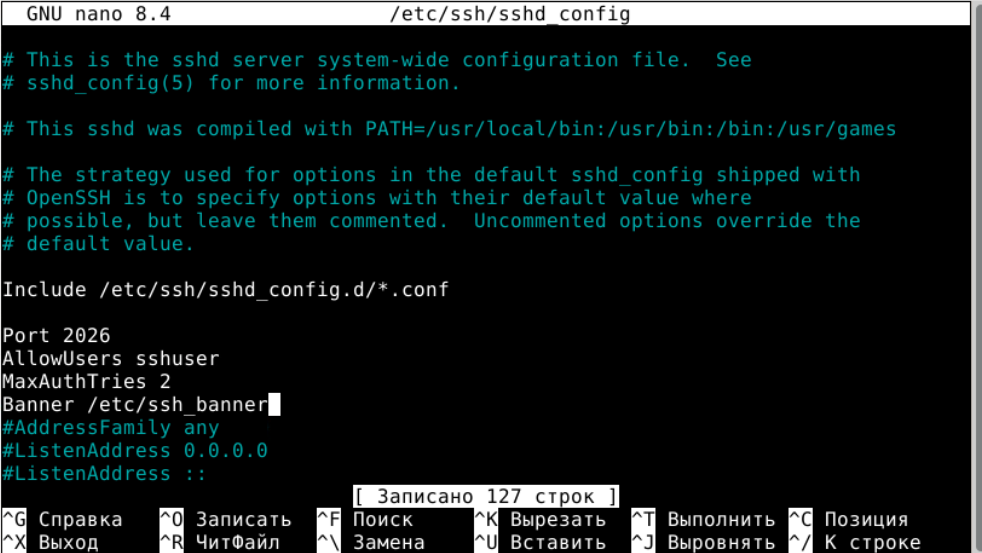 GNU nano 8.4 /etc/ssh/sshd_config
# This is the sshd server system-wide configuration file.  See
# sshd_config(5) for more information.
# This sshd was compiled with PATH=/usr/local/bin:/usr/bin:/bin:/usr/games
# The strategy used for options in the default sshd_config shipped with
# OpenSSH is to specify options with their default value where
# possible, but leave them commented.  Uncommented options override the
# default value.
Include /etc/ssh/sshd_config.d/*.conf
Port 2026
AllowUsers sshuser
MaxAuthTries 2
Banner /etc/ssh_banner
#AddressFamily any
#ListenAddress 0.0.0.0
#ListenAddress ::
[ Записано 127 строк ]
^G Справка ^O Записать ^F Поиск ^K Вырезать ^T Выполнить ^C Позиция
^X Выход ^R ЧитФайл ^\ Замена ^U Вставить ^J Выровнять ^/ К строке